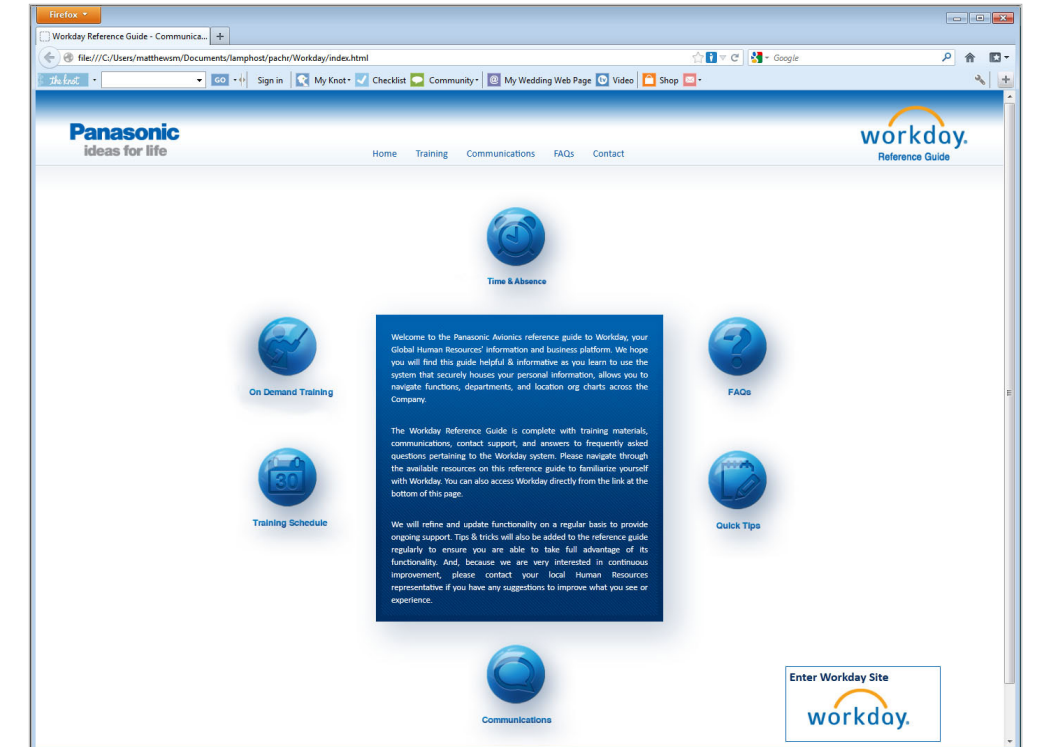 Firefox
Workday Reference Guide - Communica...
file:///C:/Users/matthewsm/Documents/lamphost/pachr/Workday/index.html
Google
the knot
GO
Sign in
My Knot
Checklist
Community
My Wedding Web Page
Video
Shop
Panasonic
ideas for life
Home Training Communications FAQs Contact
workday.
Reference Guide
Time & Absence
On Demand Training
Training Schedule
30
Welcome to the Panasonic Avionics reference guide to Workday, your
Global Human Resources' information and business platform. We hope
you will find this guide helpful & informative as you learn to use the
system that securely houses your personal information, allows you to
navigate functions, departments, and location org charts across the
Company.
The Workday Reference Guide is complete with training materials,
communications, contact support, and answers to frequently asked
questions pertaining to the Workday system. Please navigate through
the available resources on this reference guide to familiarize yourself
with Workday. You can also access Workday directly from the link at the
bottom of this page.
We will refine and update functionality on a regular basis to provide
ongoing support. Tips & tricks will also be added to the reference guide
regularly to ensure you are able to take full advantage of its
functionality. And, because we are very interested in continuous
improvement, please contact your local Human Resources
representative if you have any suggestions to improve what you see or
experience.
FAQs
Quick Tips
Communications
Enter Workday Site
workday.